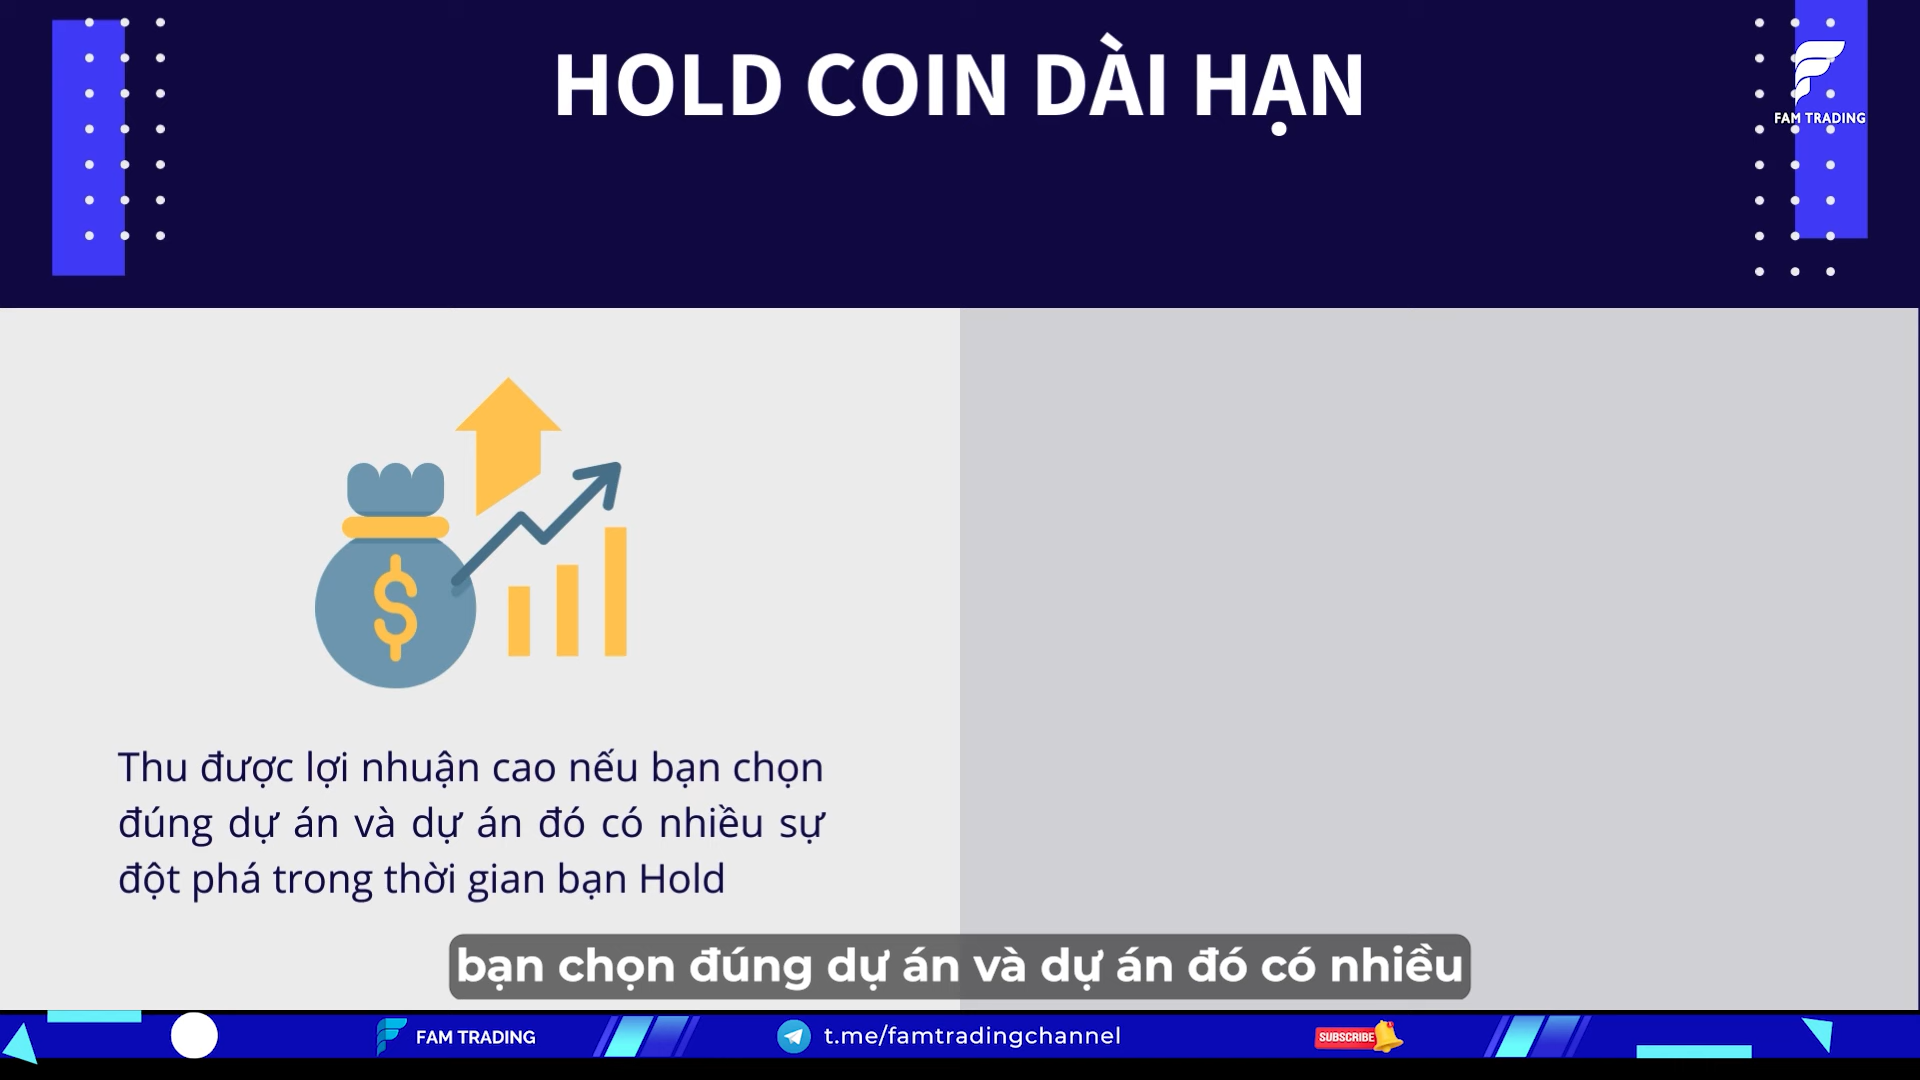 HOLD COIN DÀI HẠN
FAM TRADING
$
Thu được lợi nhuận cao nếu bạn chọn
đúng dự án và dự án đó có nhiều sự
đột phá trong thời gian bạn Hold
bạn chọn đúng dự án và dự án đó có nhiều
FAM TRADING
t.me/famtradingchannel
SUBSCRIBE